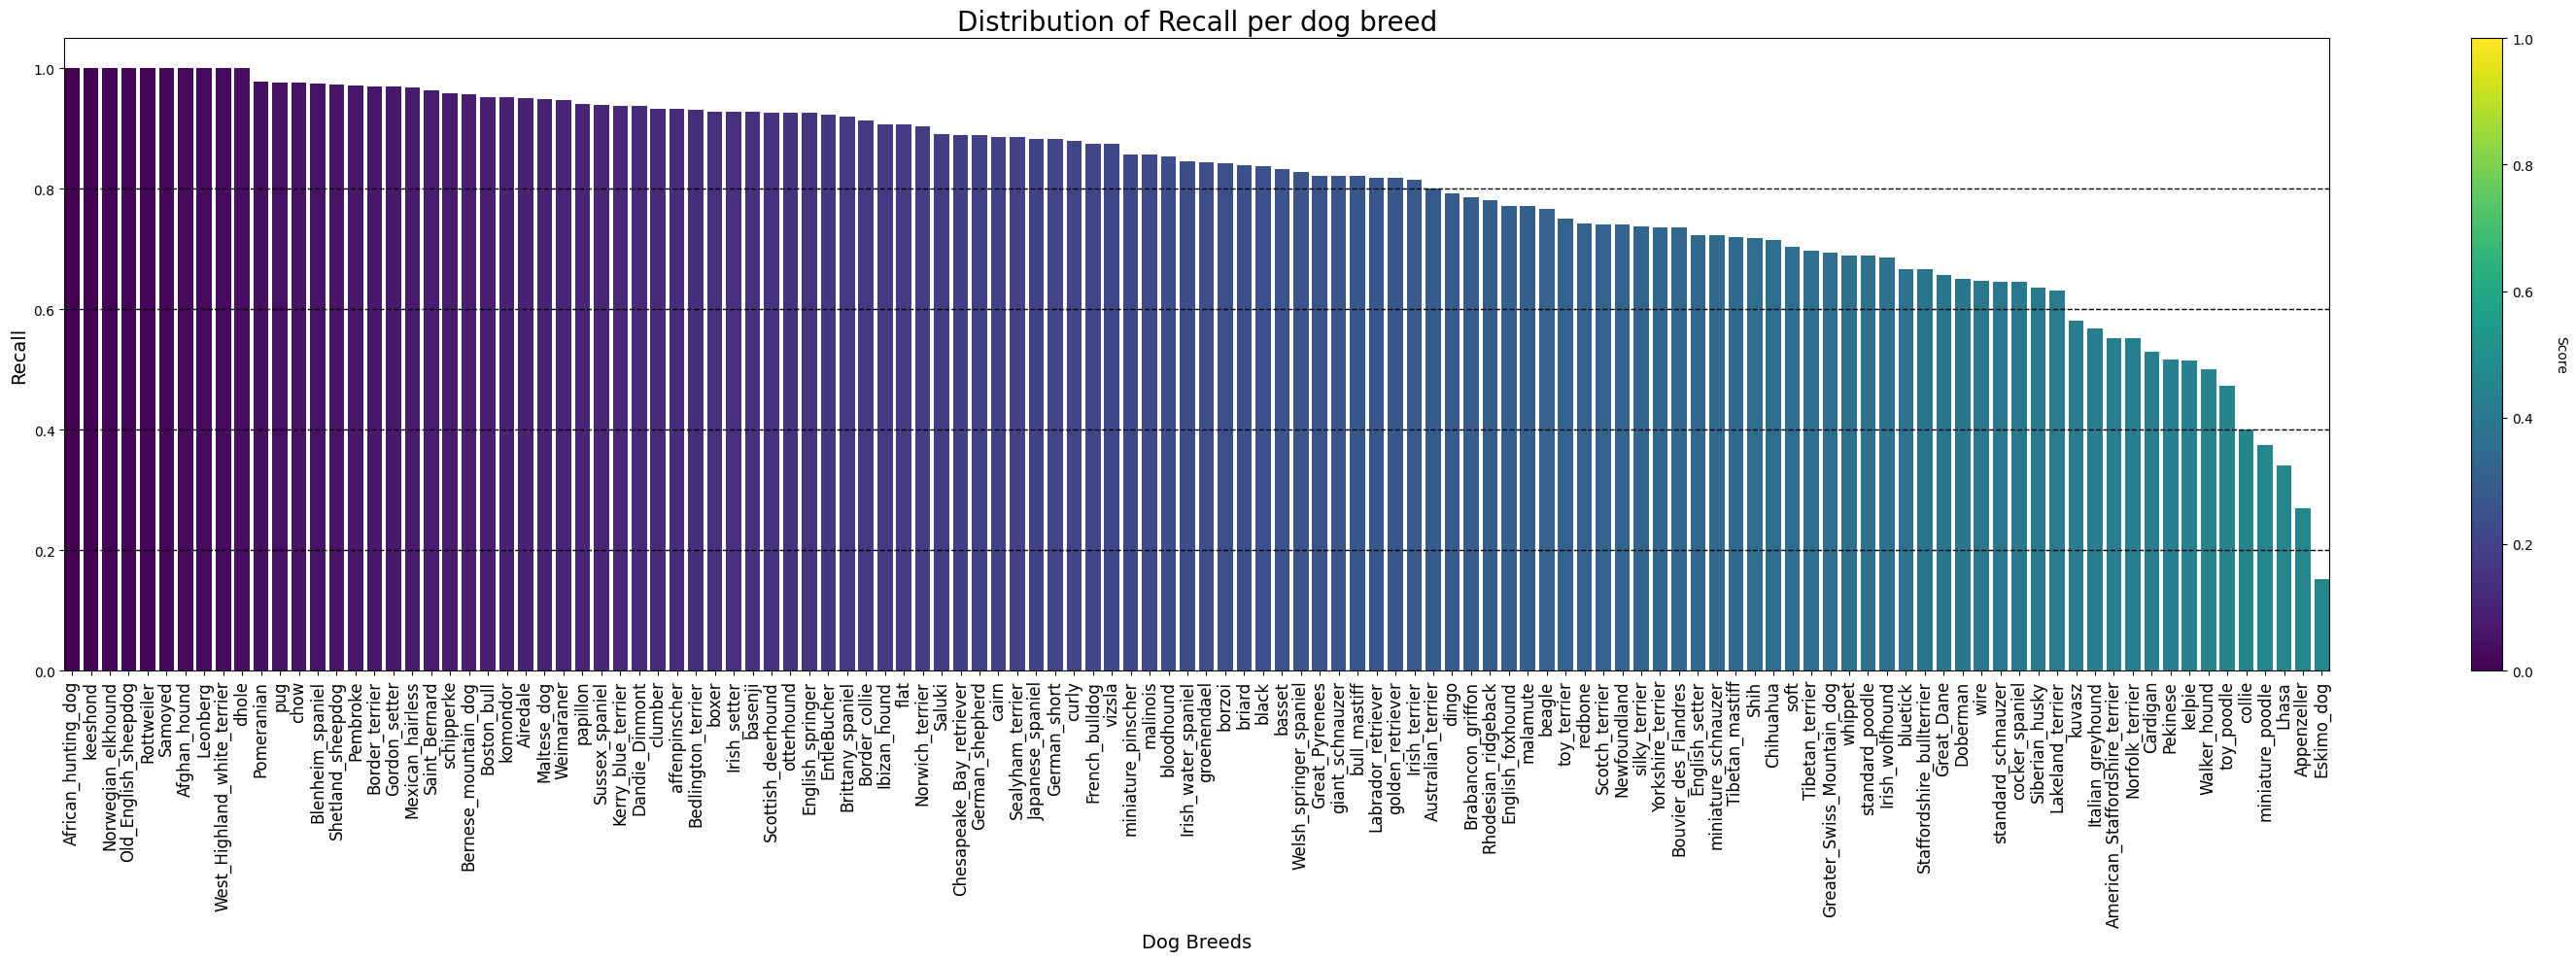 Distribution of Recall per dog breed
1.0
0.8
0.6
0.4
0.2
0.0
Recall
African_hunting_dog
keeshond
Norwegian_elkhound
Old_English_sheepdog
Rottweiler
Samoyed
Afghan_hound
Leonberg
West_Highland_white_terrier
dhole
Pomeranian
pug
chow
Blenheim_spaniel
Shetland_sheepdog
Pembroke
Border_terrier
Gordon_setter
Mexican_hairless
Saint_Bernard
schipperke
Bernese_mountain_dog
Boston_bull
komondor
Airedale
Maltese_dog
Weimaraner
papillon
Sussex_spaniel
Kerry_blue_terrier
Dandie_Dinmont
clumber
affenpinscher
Bedlington_terrier
boxer
Irish_setter
basenji
Scottish_deerhound
otterhound
English_springer
EntleBucher
Brittany_spaniel
Border_collie
Ibizan_hound
flat
Norwich_terrier
Saluki
Chesapeake_Bay_retriever
German_shepherd
cairn
Sealyham_terrier
Japanese_spaniel
German_short
curly
French_bulldog
vizsla
miniature_pinscher
malinois
bloodhound
Irish_water_spaniel
groenendael
borzoi
briard
black
basset
Welsh_springer_spaniel
Great_Pyrenees
giant_schnauzer
bull_mastiff
Labrador_retriever
golden_retriever
Irish_terrier
Australian_terrier
dingo
Brabancon_griffon
Rhodesian_ridgeback
English_foxhound
malamute
beagle
toy_terrier
redbone
Scotch_terrier
Newfoundland
silky_terrier
Yorkshire_terrier
Bouvier_des_Flandres
English_setter
miniature_schnauzer
Tibetan_mastiff
Shih
Chihuahua
soft
Tibetan_terrier
Greater_Swiss_Mountain_dog
whippet
standard_poodle
Irish_wolfhound
bluetick
Staffordshire_bullterrier
Great_Dane
Doberman
wire
standard_schnauzer
cocker_spaniel
Siberian_husky
Lakeland_terrier
kuvasz
Italian_greyhound
American_Staffordshire_terrier
Norfolk_terrier
Cardigan
Pekinese
kelpie
Walker_hound
toy_poodle
collie
miniature_poodle
Lhasa
Appenzeller
Eskimo_dog
Dog Breeds
1.0
0.8
0.6
0.4
0.2
0.0
Score